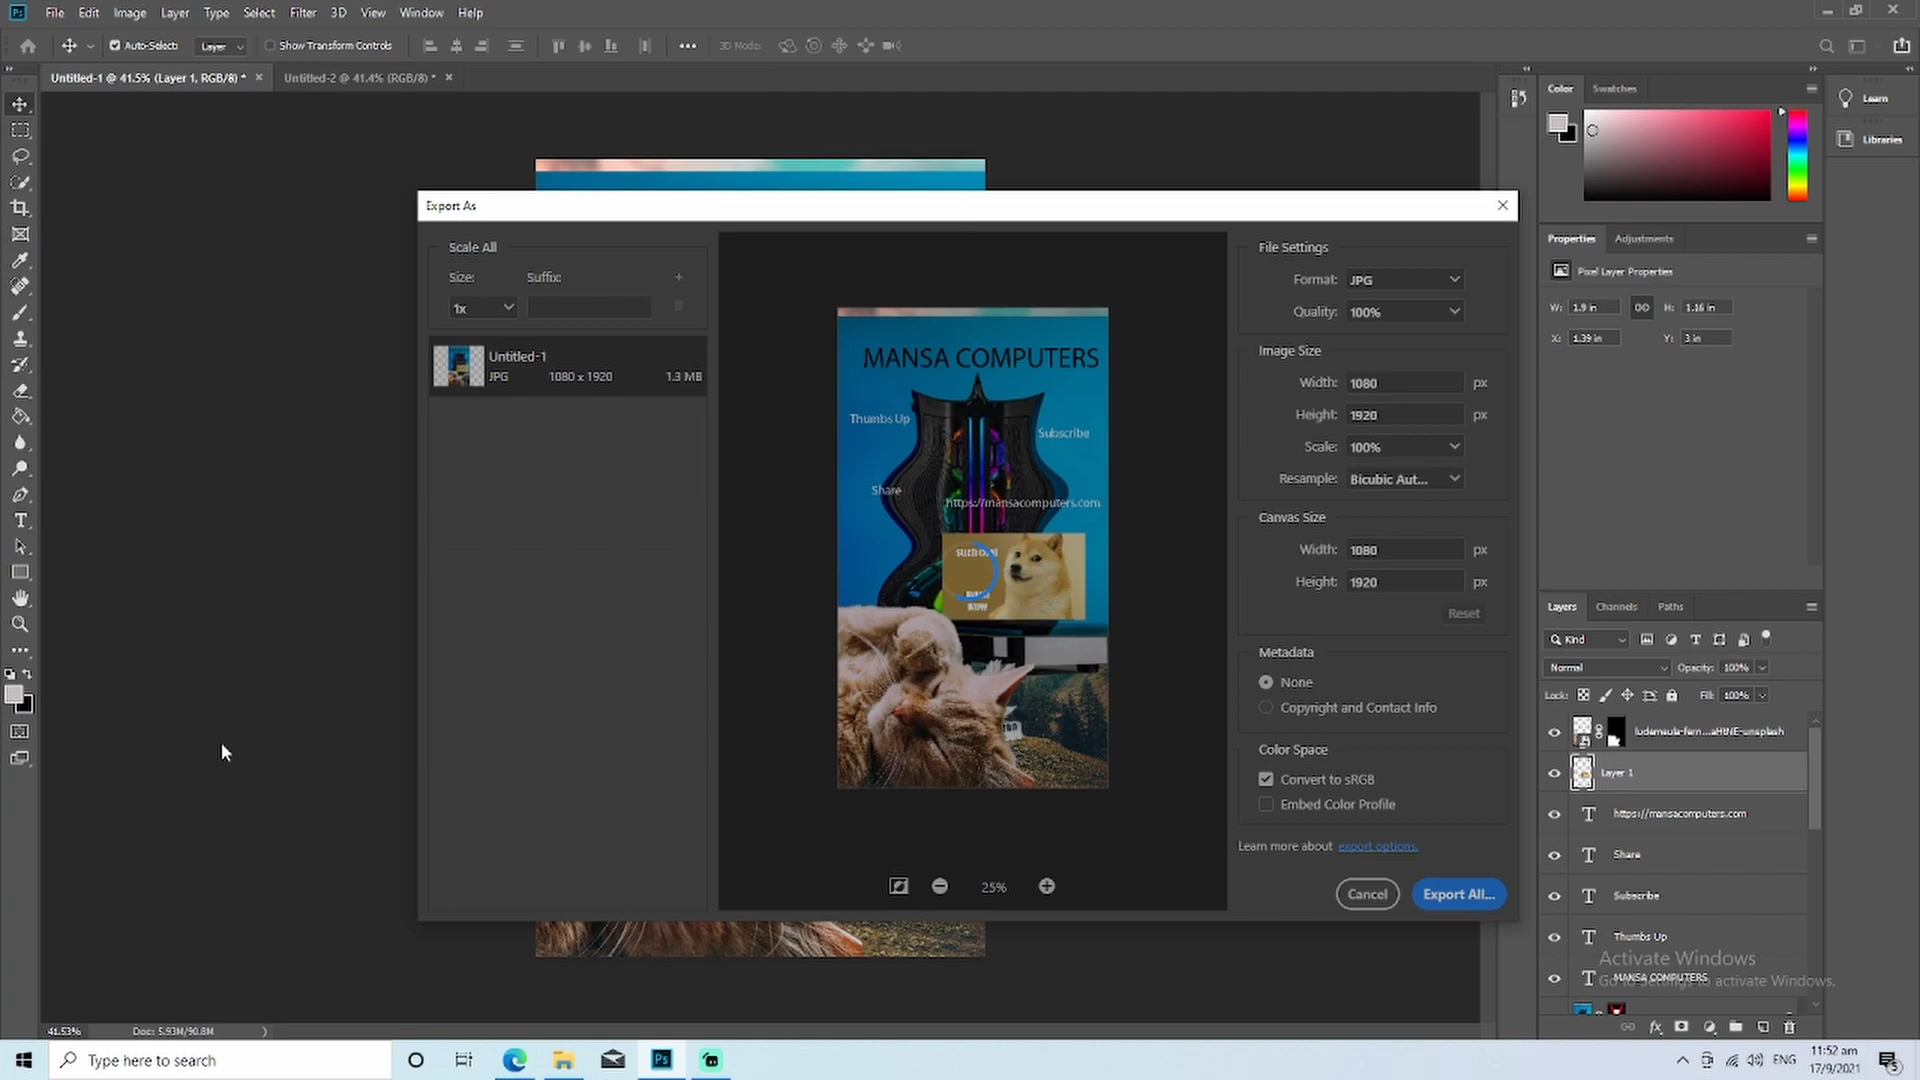 File Edit Image Layer Type Select Filter 3D View Window Help
Auto-Select: Layer Show Transform Controls 3D Mode:
Untitled-1 @ 41.5% (Layer 1, RGB/8) * × Untitled-2 @ 41.4% (RGB/8) * ×
Export As
Scale All
Size: Suffix:
1x
Untitled-1
JPG 1080 x 1920 1.3 MB
MANSA COMPUTERS
Thumbs Up
Subscribe
Share
https://mansacomputers.com
wow
25%
File Settings
Format: JPG
Quality: 100%
Image Size
Width: 1080 px
Height: 1920 px
Scale: 100%
Resample: Bicubic Aut...
Canvas Size
Width: 1080 px
Height: 1920 px
Reset
Metadata
None
Copyright and Contact Info
Color Space
Convert to sRGB
Embed Color Profile
Learn more about export options.
Cancel Export All...
Color Swatches
Learn
Libraries
Properties Adjustments
Pixel Layer Properties
W: 1.9 in H: 1.16 in
X: 1.39 in Y: 3 in
Layers Channels Paths
Kind
Normal Opacity: 100%
Lock: Fill: 100%
Layer 1
https://mansacomputers.com
Share
Subscribe
Thumbs Up
MANSA COMPUTERS
Activate Windows
Go to Settings to activate Windows.
41.53% Doc: 5.93M/90.8M
Type here to search
Ps
ENG
11:52 am
17/9/2021